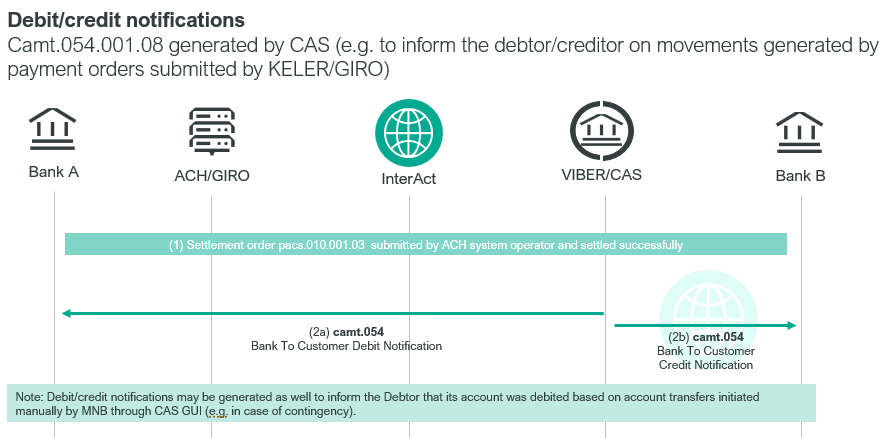 Debit/credit notifications
Camt.054.001.08 generated by CAS (e.g. to inform the debtor/creditor on movements generated by
payment orders submitted by KELER/GIRO)
Bank A
ACH/GIRO
InterAct
VIBER/CAS
Bank B
(1) Settlement order pacs.010.001.03 submitted by ACH system operator and settled successfully
(2a) camt.054
Bank To Customer Debit Notification
(2b) camt.054
Bank To Customer
Credit Notification
Note: Debit/credit notifications may be generated as well to inform the Debtor that its account was debited based on account transfers initiated
manually by MNB through CAS GUI (e.g. in case of contingency).